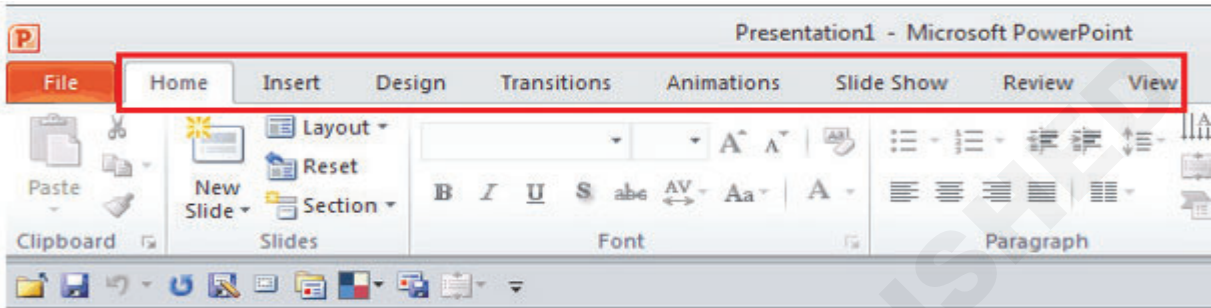 Presentation1 - Microsoft PowerPoint
File Home Insert Design Transitions Animations Slide Show Review View
Layout
Reset
Paste New Slide Section B I U S abc AV Aa A
Clipboard Slides Font Paragraph